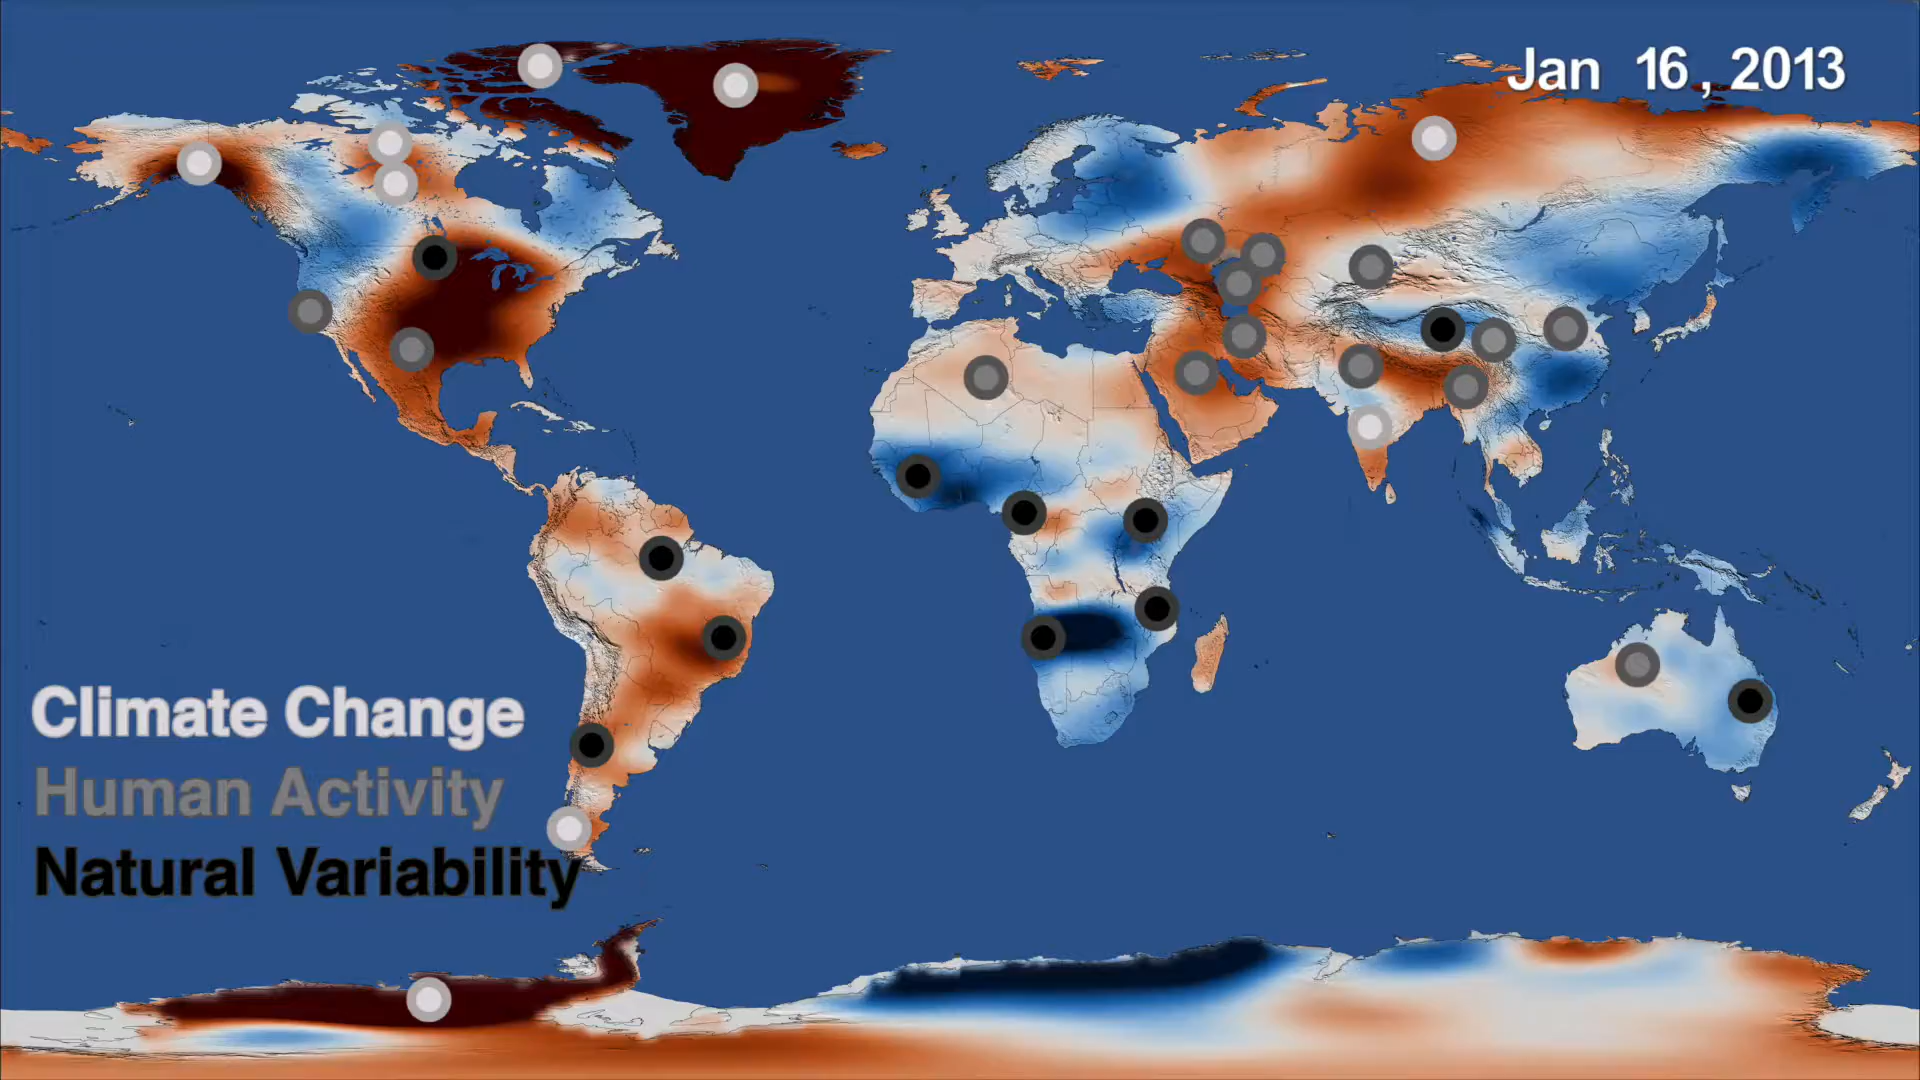 Jan 16, 2013
Climate Change
Human Activity
Natural Variability